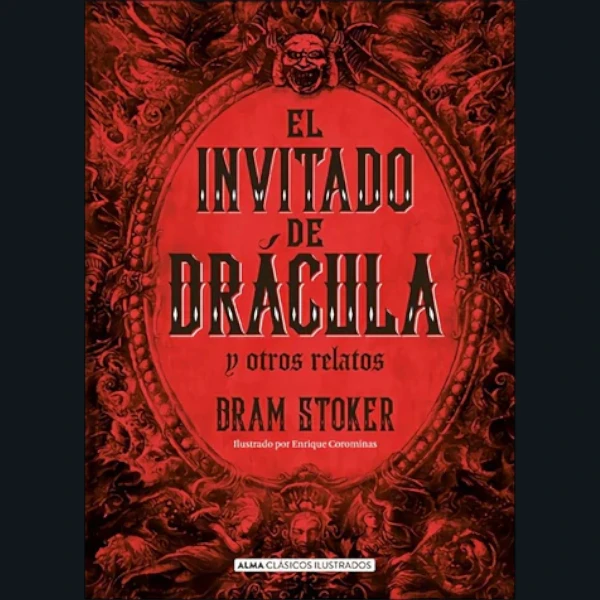 EL
INVITADO
DE
DRÁCULA
y otros relatos
BRAM STOKER
Ilustrado por Enrique Corominas
ALMA CLÁSICOS ILUSTRADOS